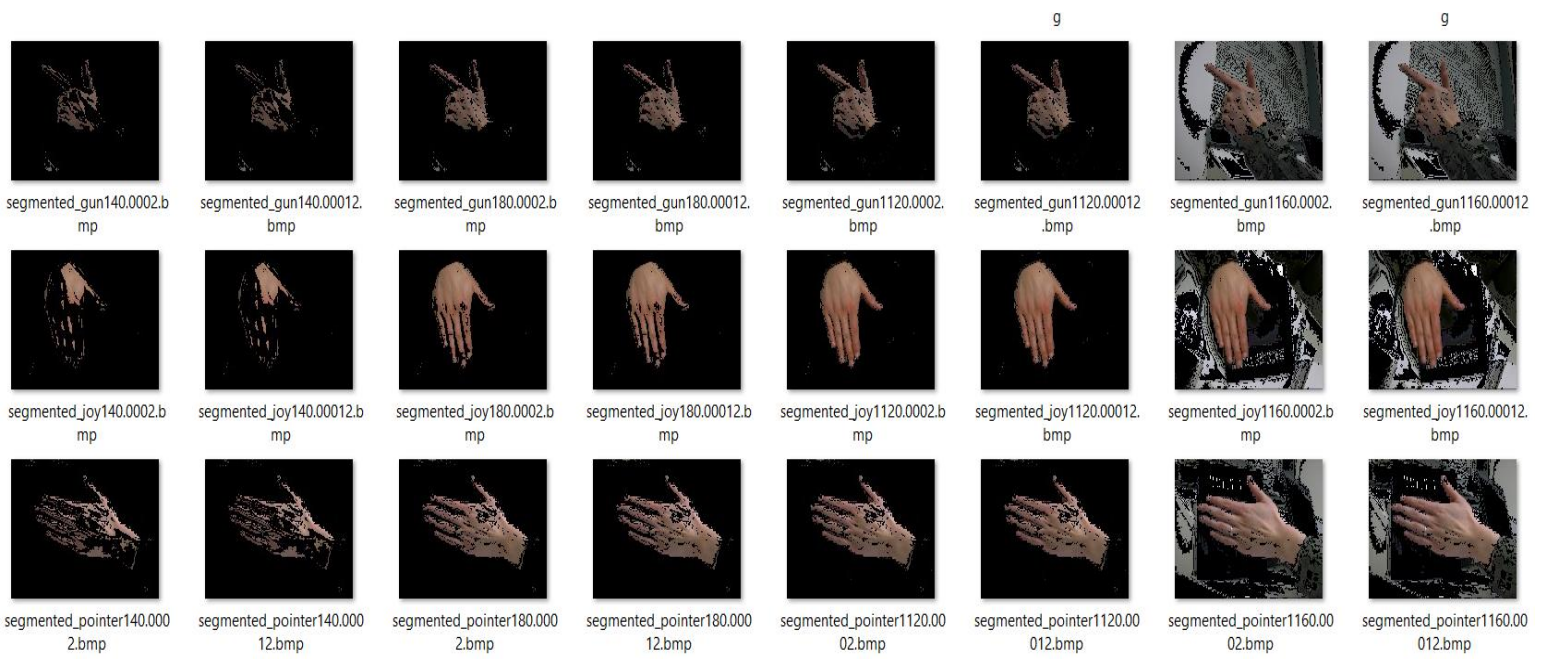 g
g
segmented_gun140.0002.b
mp
segmented_gun140.00012.
bmp
segmented_gun180.0002.b
mp
segmented_gun180.00012.
bmp
segmented_gun1120.0002.
bmp
segmented_gun1120.00012
.bmp
segmented_gun1160.0002.
bmp
segmented_gun1160.00012
.bmp
segmented_joy140.0002.b
mp
segmented_joy140.00012.b
mp
segmented_joy180.0002.b
mp
segmented_joy180.00012.b
mp
segmented_joy1120.0002.b
mp
segmented_joy1120.00012.
bmp
segmented_joy1160.0002.b
mp
segmented_joy1160.00012.
bmp
segmented_pointer140.000
2.bmp
segmented_pointer140.000
12.bmp
segmented_pointer180.000
2.bmp
segmented_pointer180.000
12.bmp
segmented_pointer1120.00
02.bmp
segmented_pointer1120.00
012.bmp
segmented_pointer1160.00
02.bmp
segmented_pointer1160.00
012.bmp